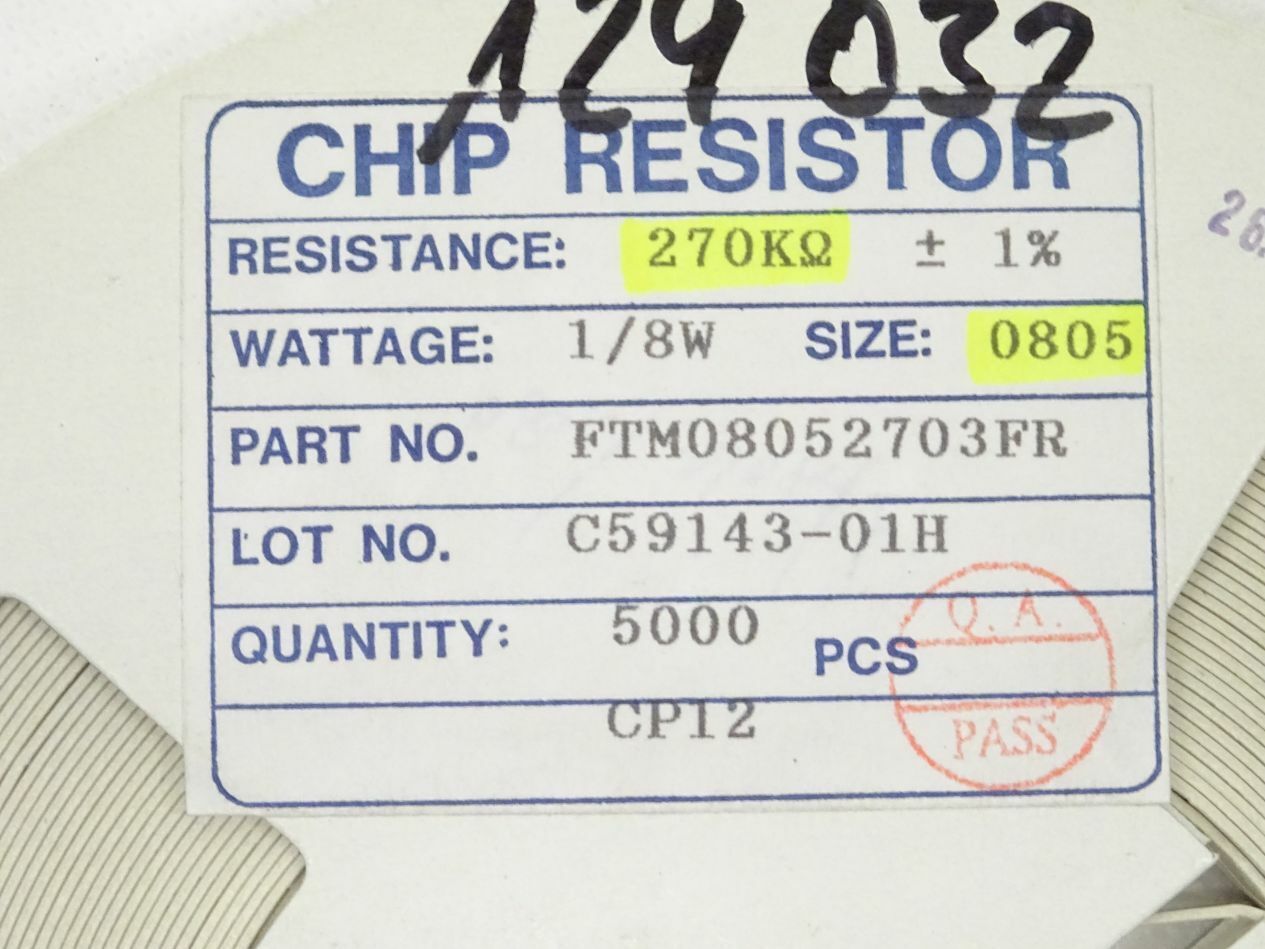 129 032
CHIP RESISTOR
RESISTANCE: 270KΩ ± 1%
WATTAGE: 1/8W SIZE: 0805
PART NO. FTM08052703FR
LOT NO. C59143-01H
QUANTITY: 5000 PCS
CP12
Q. A.
PASS